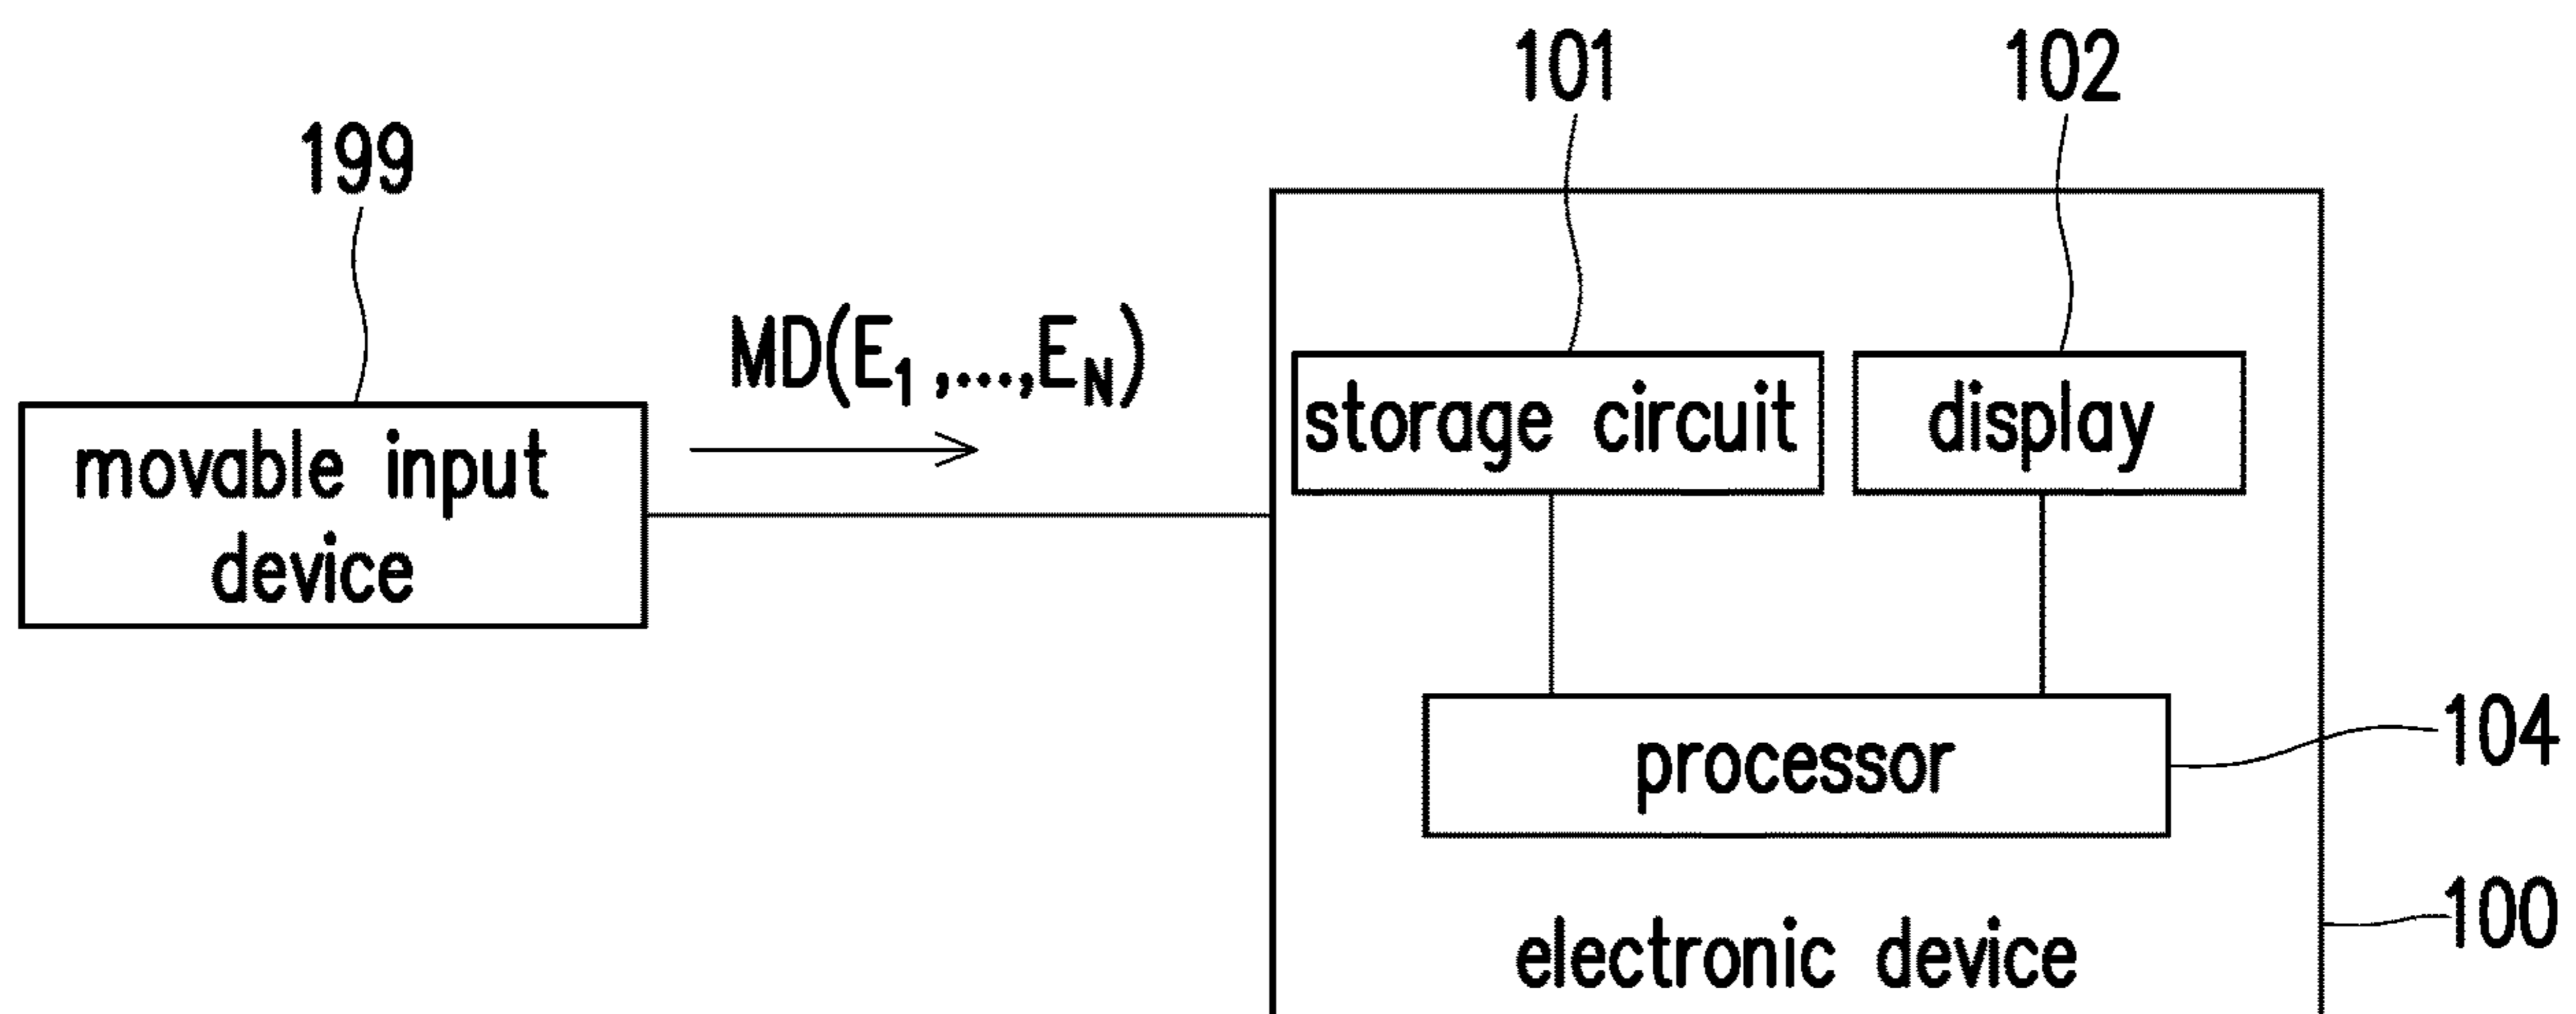 101
102
199
MD(E1,...,EN)
storage circuit
display
movable input
device
processor
104
100
electronic device